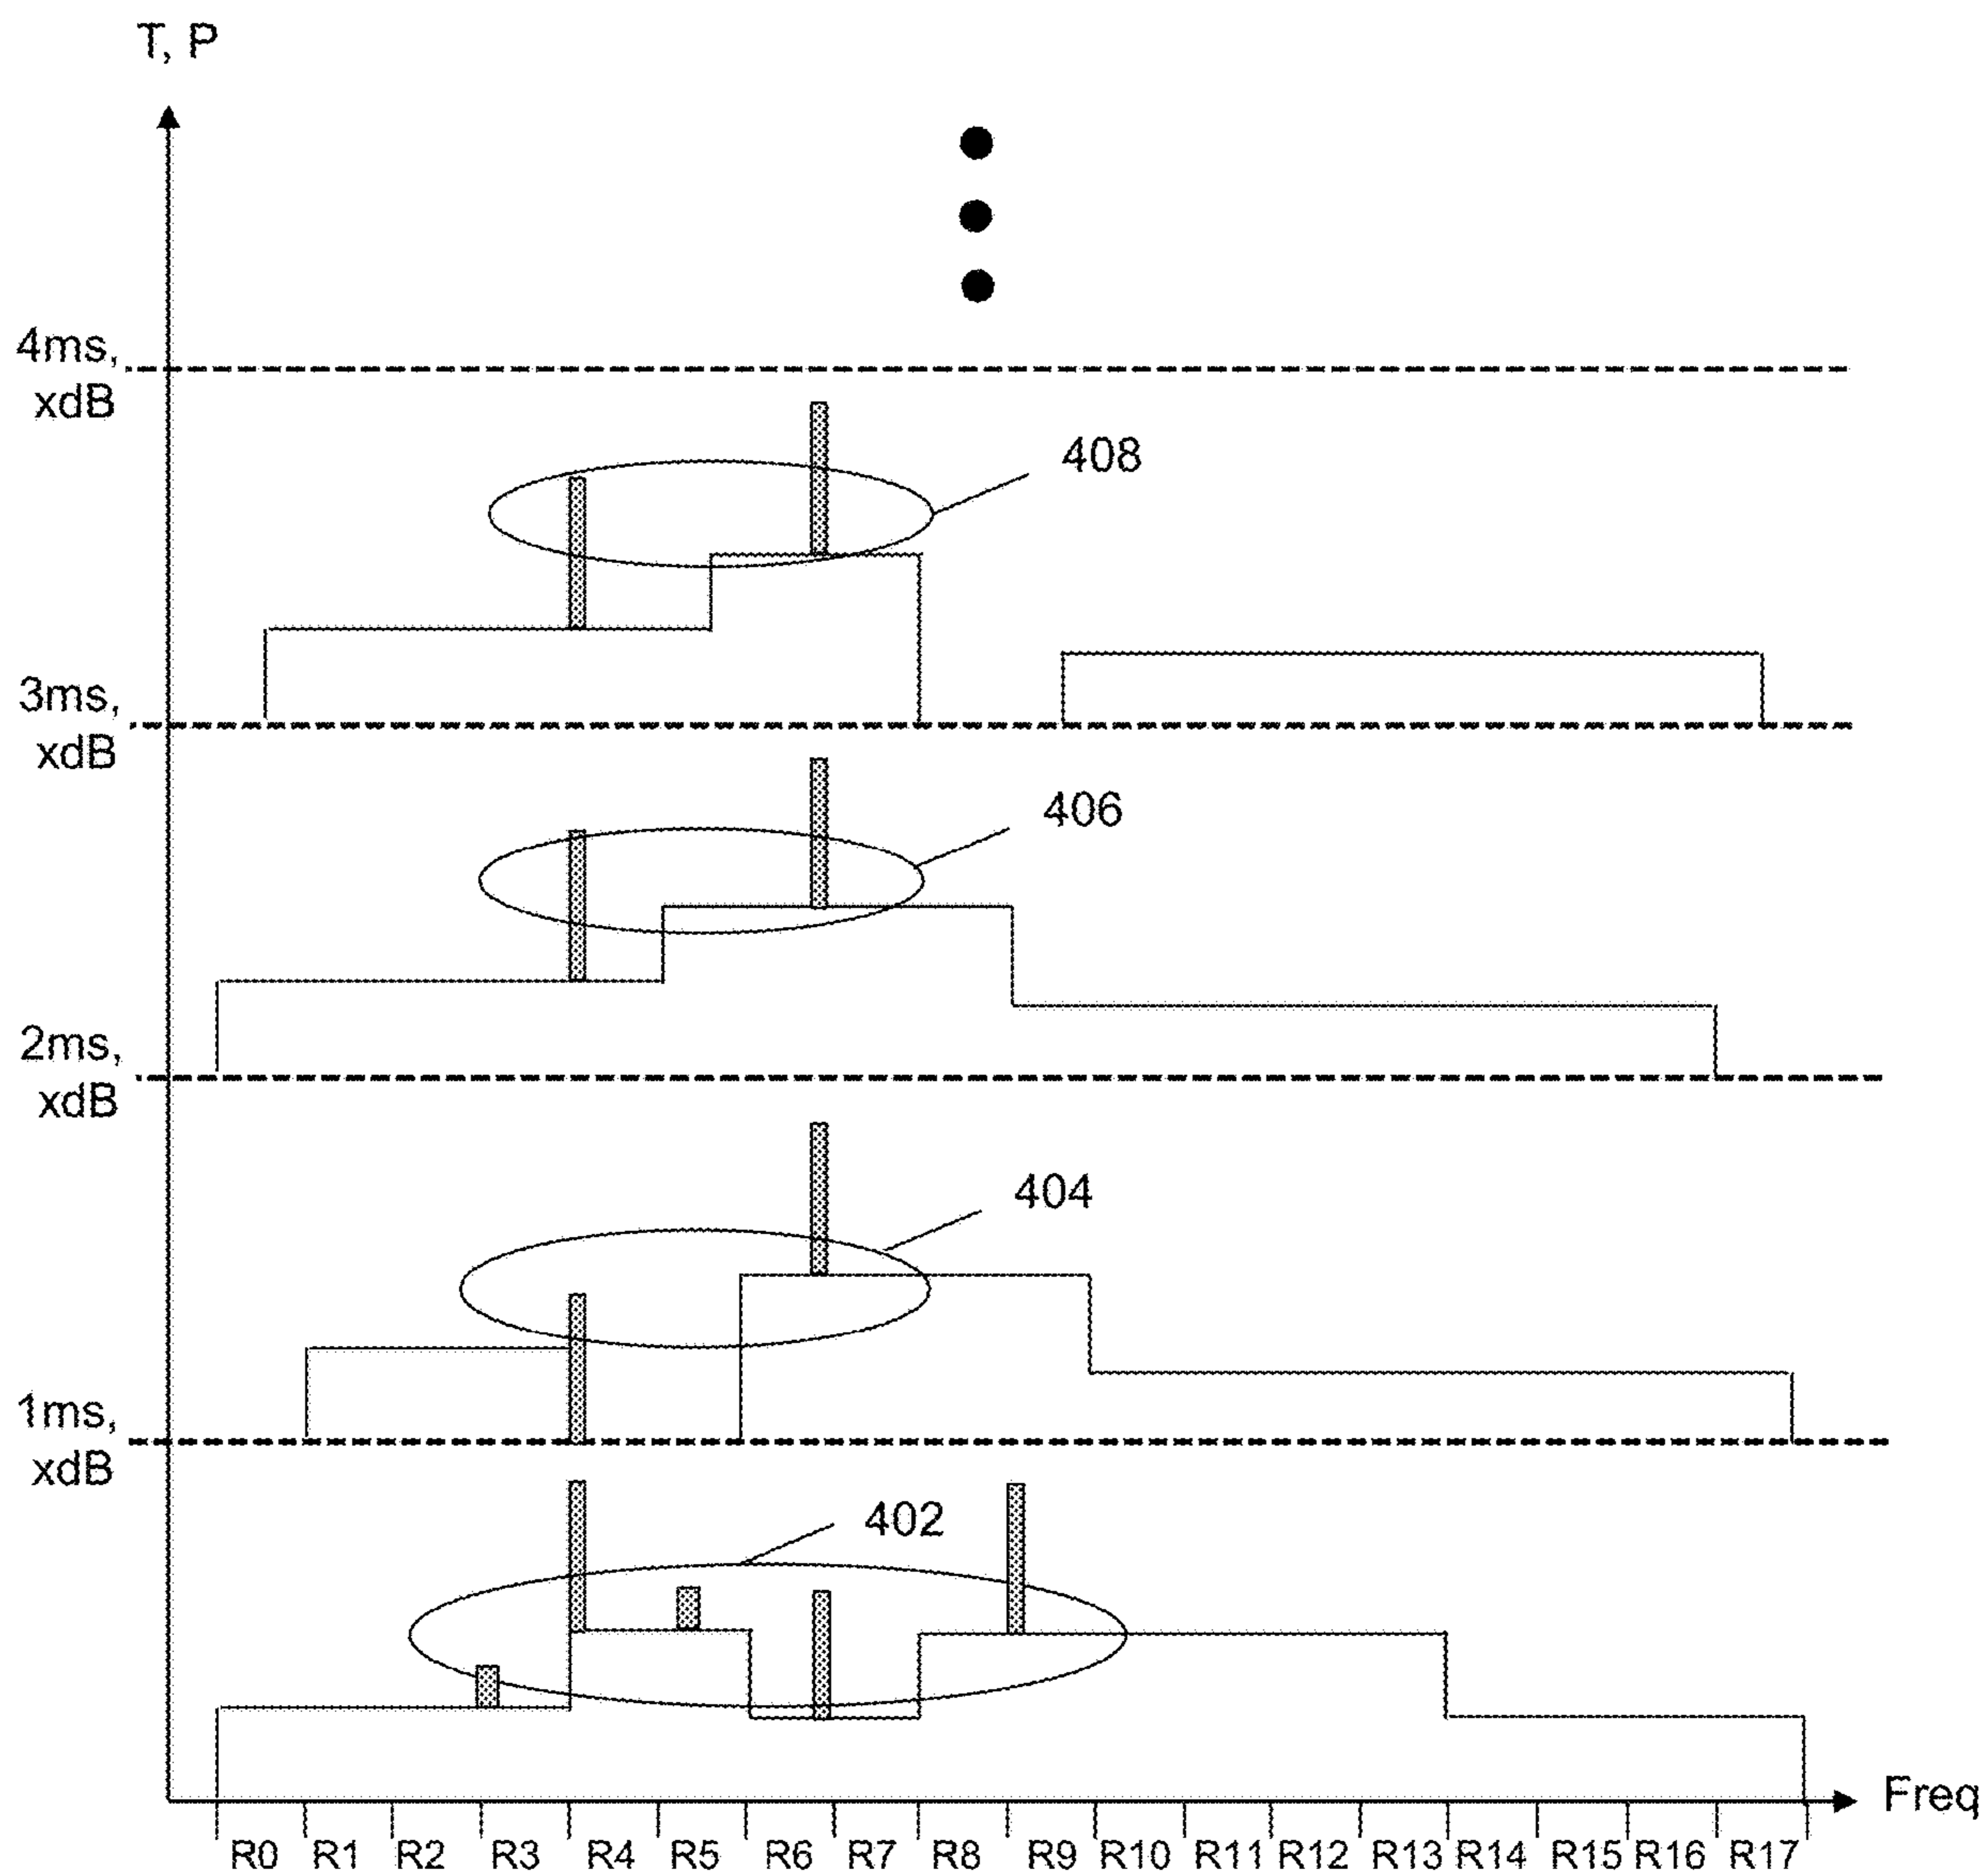 T, P
4ms,
xdB
408
3ms,
xdB
406
2ms,
xdB
404
1ms,
xdB
402
Freq
R0 R1 R2 R3 R4 R5 R6 R7 R8 R9 R10 R11 R12 R13 R14 R15 R16 R17